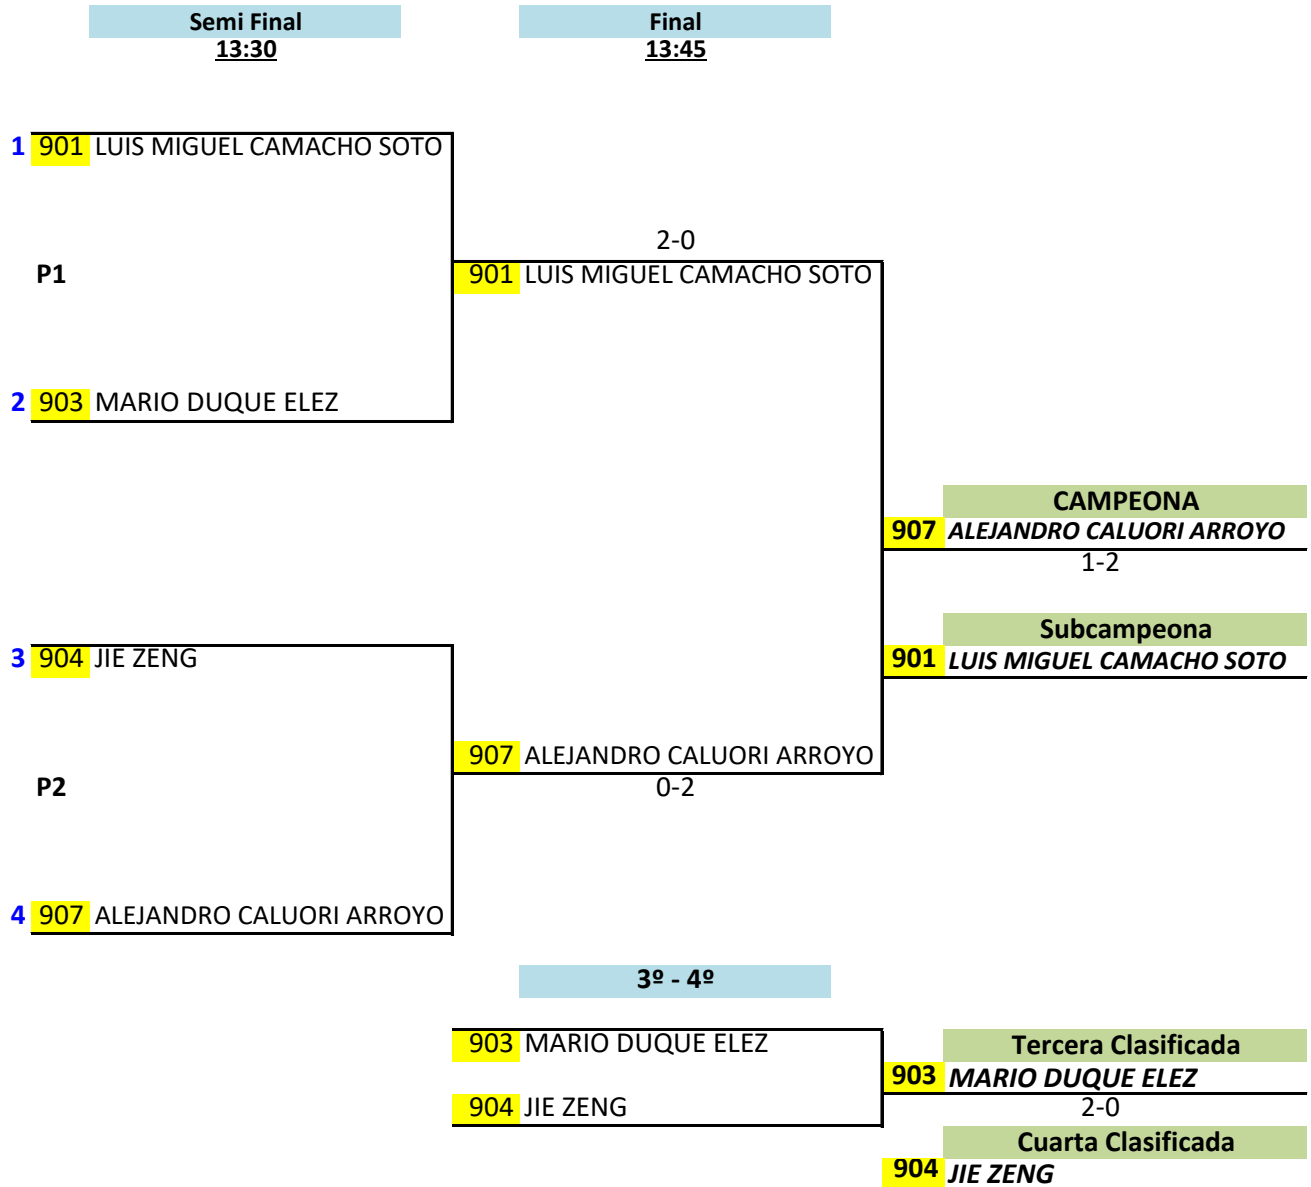 Semi Final Final
13:30 13:45
1 901 LUIS MIGUEL CAMACHO SOTO
2-0
P1 901 LUIS MIGUEL CAMACHO SOTO
2 903 MARIO DUQUE ELEZ
CAMPEONA
907 ALEJANDRO CALUORI ARROYO
1-2
Subcampeona
3 904 JIE ZENG 901 LUIS MIGUEL CAMACHO SOTO
907 ALEJANDRO CALUORI ARROYO
P2 0-2
4 907 ALEJANDRO CALUORI ARROYO
3º - 4º
903 MARIO DUQUE ELEZ Tercera Clasificada
903 MARIO DUQUE ELEZ
904 JIE ZENG 2-0
Cuarta Clasificada
904 JIE ZENG